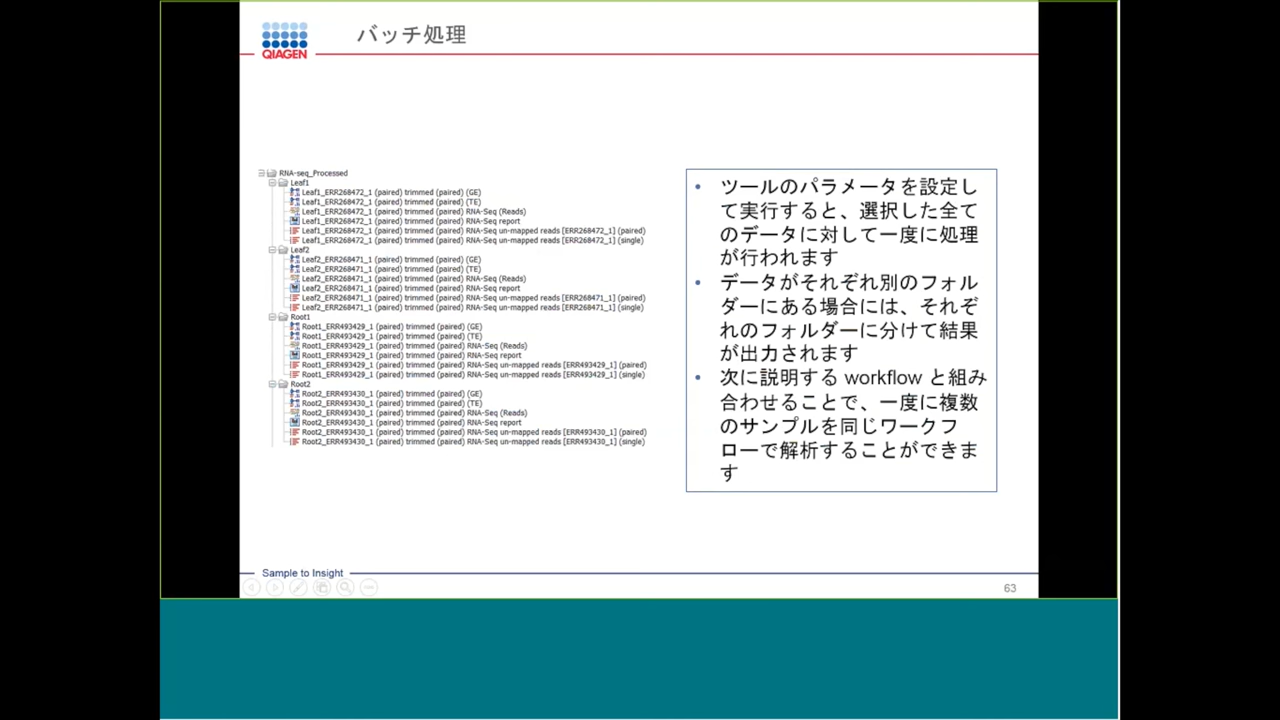 QIAGEN
バッチ処理
RNA-seq_Processed
Leaf1
Leaf1_ERR268472_1 (paired) trimmed (paired) (GE)
Leaf1_ERR268472_1 (paired) trimmed (paired) (TE)
Leaf1_ERR268472_1 (paired) trimmed (paired) RNA-Seq (Reads)
Leaf1_ERR268472_1 (paired) trimmed (paired) RNA-Seq report
Leaf1_ERR268472_1 (paired) trimmed (paired) RNA-Seq un-mapped reads [ERR268472_1] (paired)
Leaf1_ERR268472_1 (paired) trimmed (paired) RNA-Seq un-mapped reads [ERR268472_1] (single)
Leaf2
Leaf2_ERR268471_1 (paired) trimmed (paired) (GE)
Leaf2_ERR268471_1 (paired) trimmed (paired) (TE)
Leaf2_ERR268471_1 (paired) trimmed (paired) RNA-Seq (Reads)
Leaf2_ERR268471_1 (paired) trimmed (paired) RNA-Seq report
Leaf2_ERR268471_1 (paired) trimmed (paired) RNA-Seq un-mapped reads [ERR268471_1] (paired)
Leaf2_ERR268471_1 (paired) trimmed (paired) RNA-Seq un-mapped reads [ERR268471_1] (single)
Root1
Root1_ERR493429_1 (paired) trimmed (paired) (GE)
Root1_ERR493429_1 (paired) trimmed (paired) (TE)
Root1_ERR493429_1 (paired) trimmed (paired) RNA-Seq (Reads)
Root1_ERR493429_1 (paired) trimmed (paired) RNA-Seq report
Root1_ERR493429_1 (paired) trimmed (paired) RNA-Seq un-mapped reads [ERR493429_1] (paired)
Root1_ERR493429_1 (paired) trimmed (paired) RNA-Seq un-mapped reads [ERR493429_1] (single)
Root2
Root2_ERR493430_1 (paired) trimmed (paired) (GE)
Root2_ERR493430_1 (paired) trimmed (paired) (TE)
Root2_ERR493430_1 (paired) trimmed (paired) RNA-Seq (Reads)
Root2_ERR493430_1 (paired) trimmed (paired) RNA-Seq report
Root2_ERR493430_1 (paired) trimmed (paired) RNA-Seq un-mapped reads [ERR493430_1] (paired)
Root2_ERR493430_1 (paired) trimmed (paired) RNA-Seq un-mapped reads [ERR493430_1] (single)
• ツールのパラメータを設定し
て実行すると、選択した全て
のデータに対して一度に処理
が行われます
• データがそれぞれ別のフォル
ダーにある場合には、それぞ
れのフォルダーに分けて結果
が出力されます
• 次に説明する workflow と組み
合わせることで、一度に複数
のサンプルを同じワークフ
ローで解析することができま
す
Sample to Insight
63